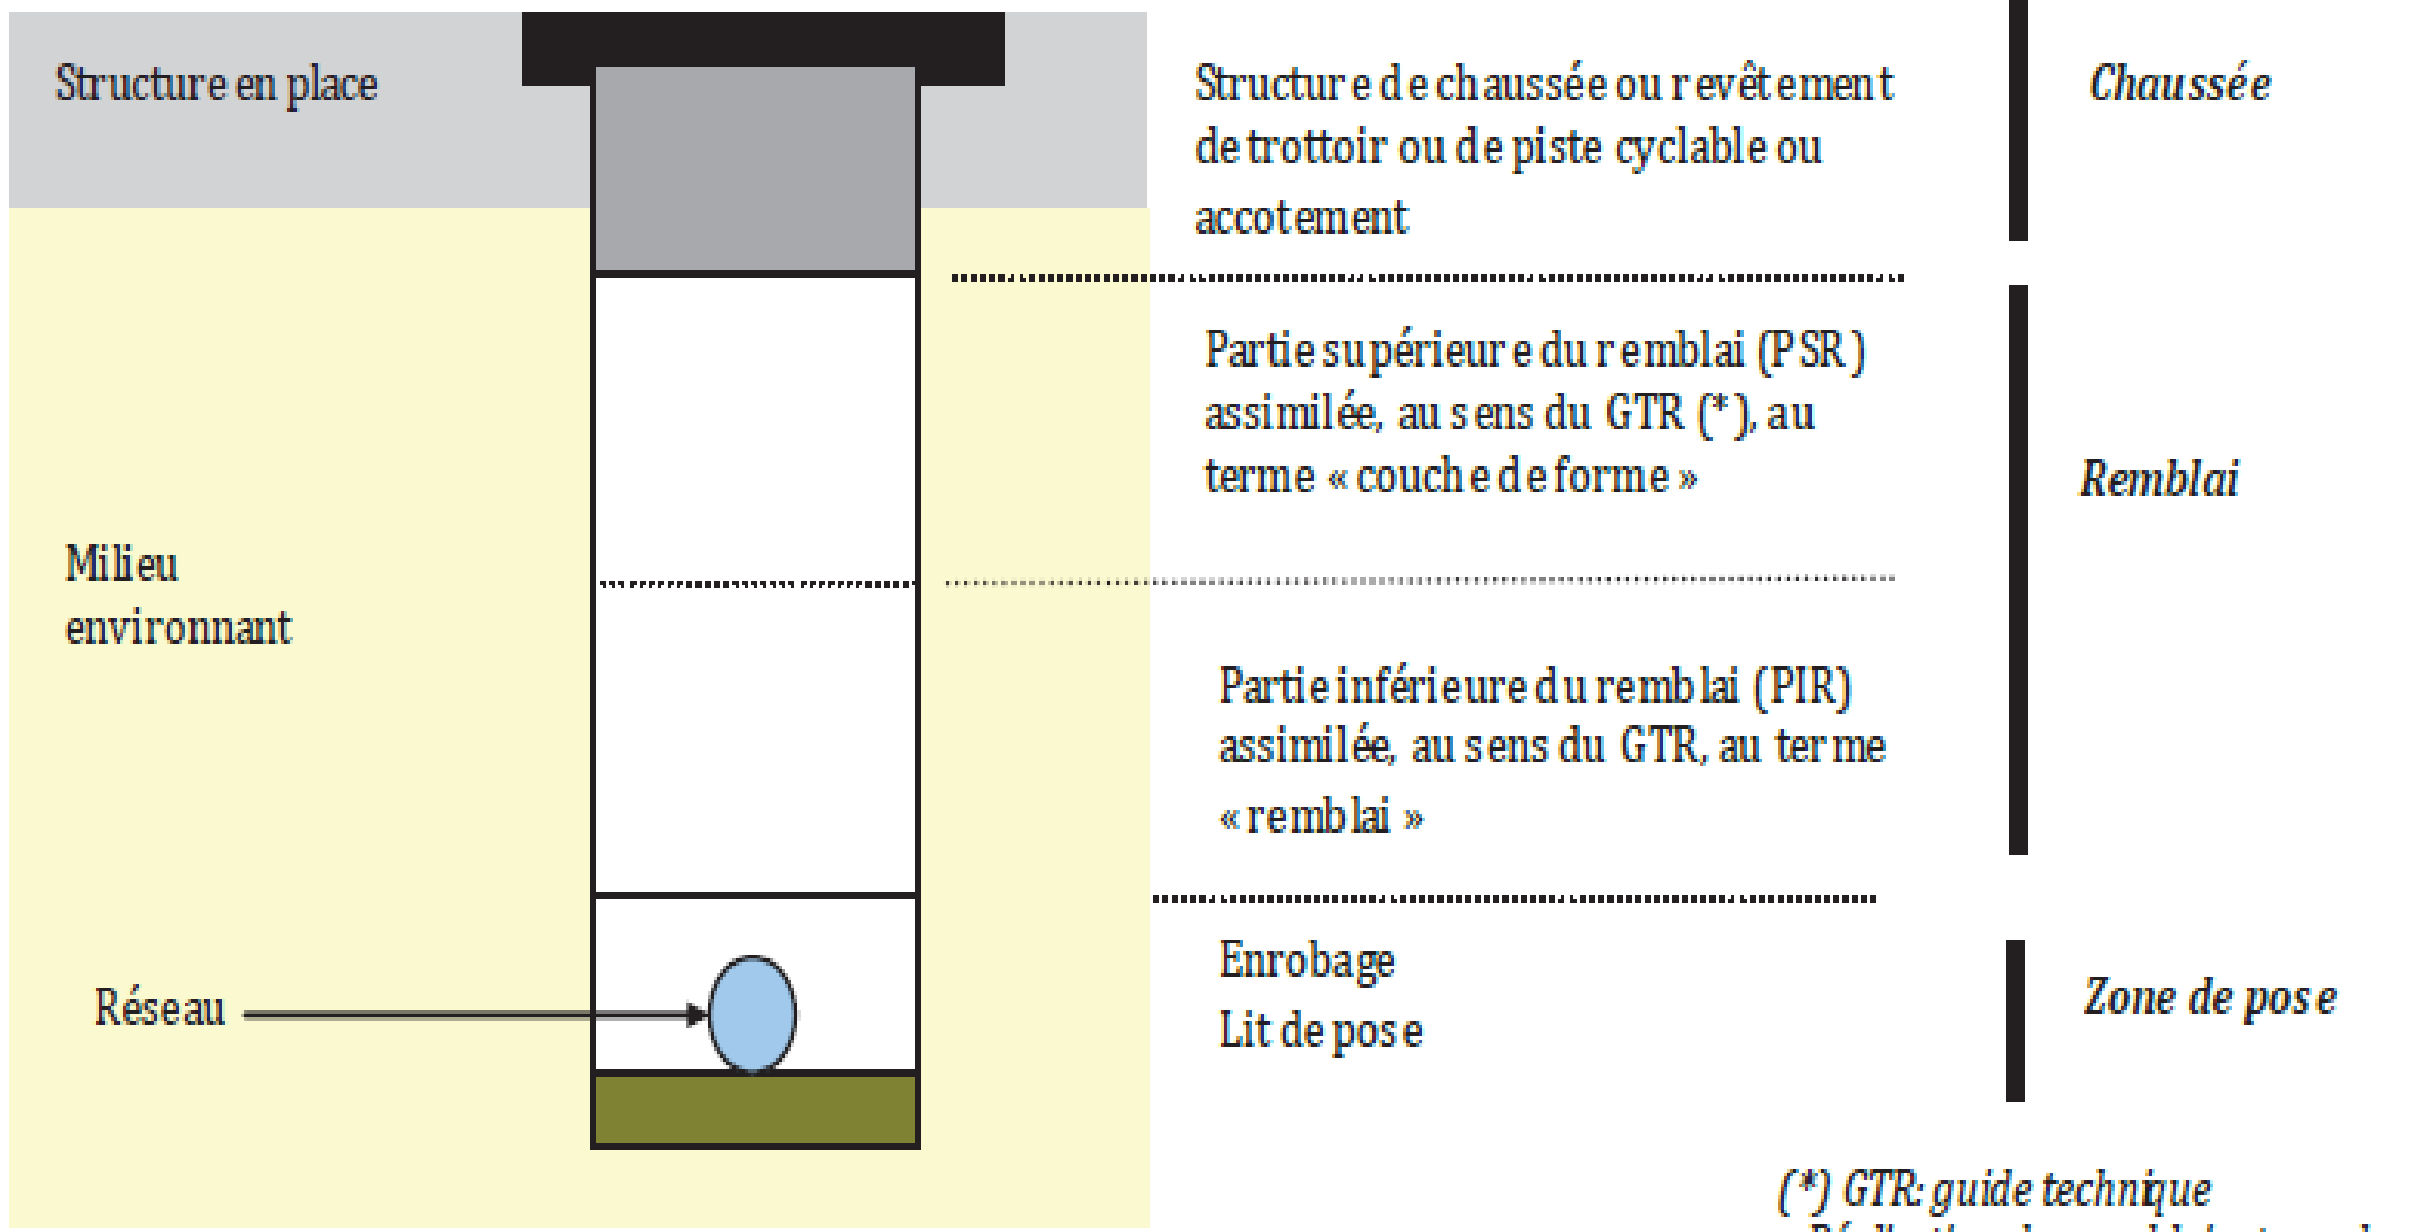 Structure en place
Structure de chaussée ou revêtement
de trottoir ou de piste cyclable ou
accotement
Chaussée
Partie supérieure du remblai (PSR)
assimilée, au sens du GTR (*), au
terme « couche de forme »
Remblai
Milieu
environnant
Partie inférieure du remblai (PIR)
assimilée, au sens du GTR, au terme
« remblai »
Réseau
Enrobage
Lit de pose
Zone de pose
(*) GTR: guide technique